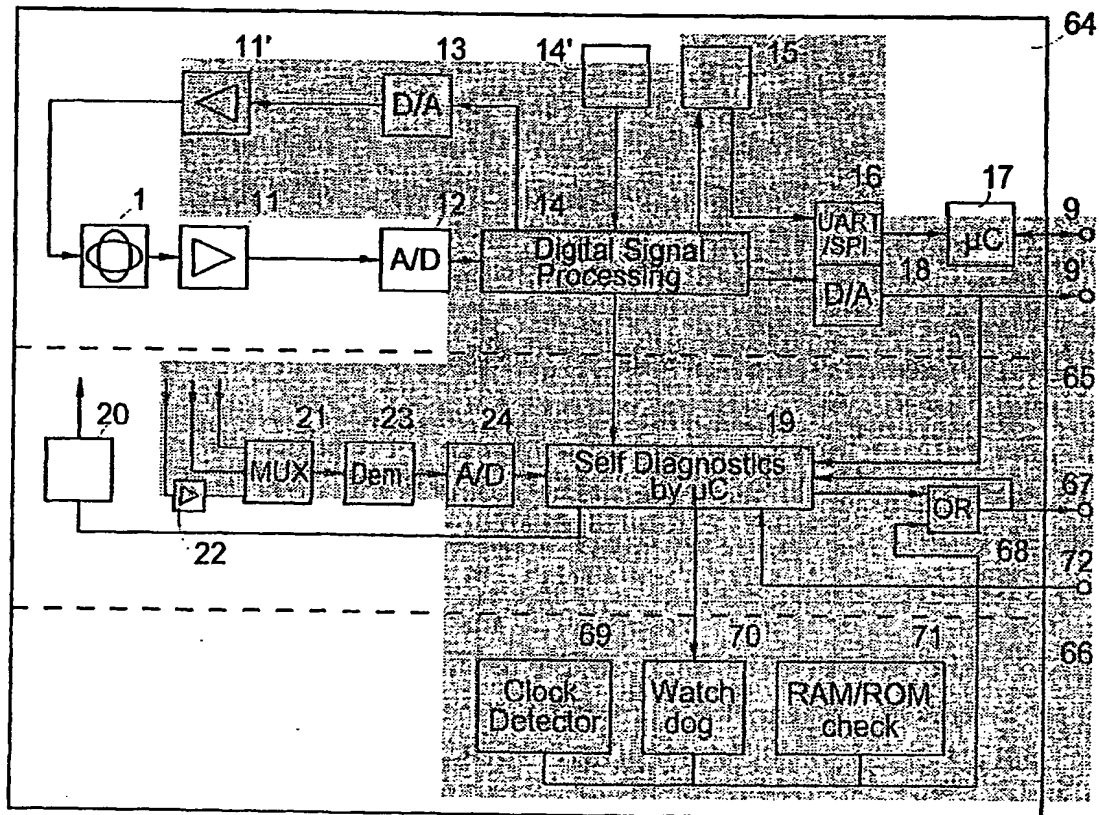 64
11' 13 14' 15
D/A
16 17
1 11 12 14 9
UART
/SPI
µC
A/D
Digital Signal
Processing
18 9'
D/A
65
20 21 23 24 19
MUX
Dem
A/D
Self Diagnostics
by µC
67
OR
22
68 72
69 70 71 66
Clock
Detector
Watch
dog
RAM/ROM
check